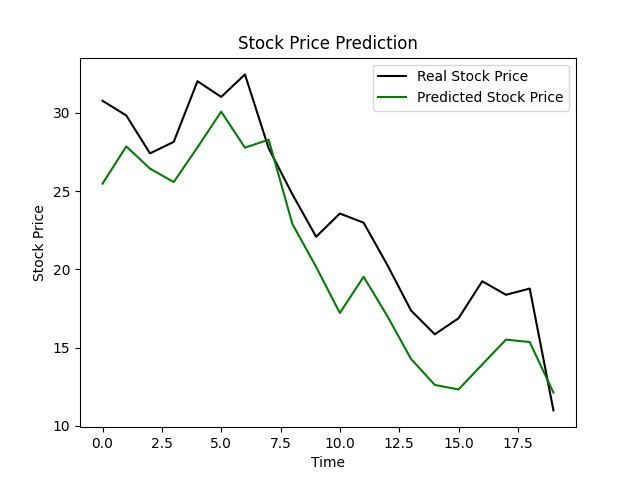 Stock Price Prediction
Real Stock Price
Predicted Stock Price
Stock Price
30
25
20
15
10
0.0 2.5 5.0 7.5 10.0 12.5 15.0 17.5
Time